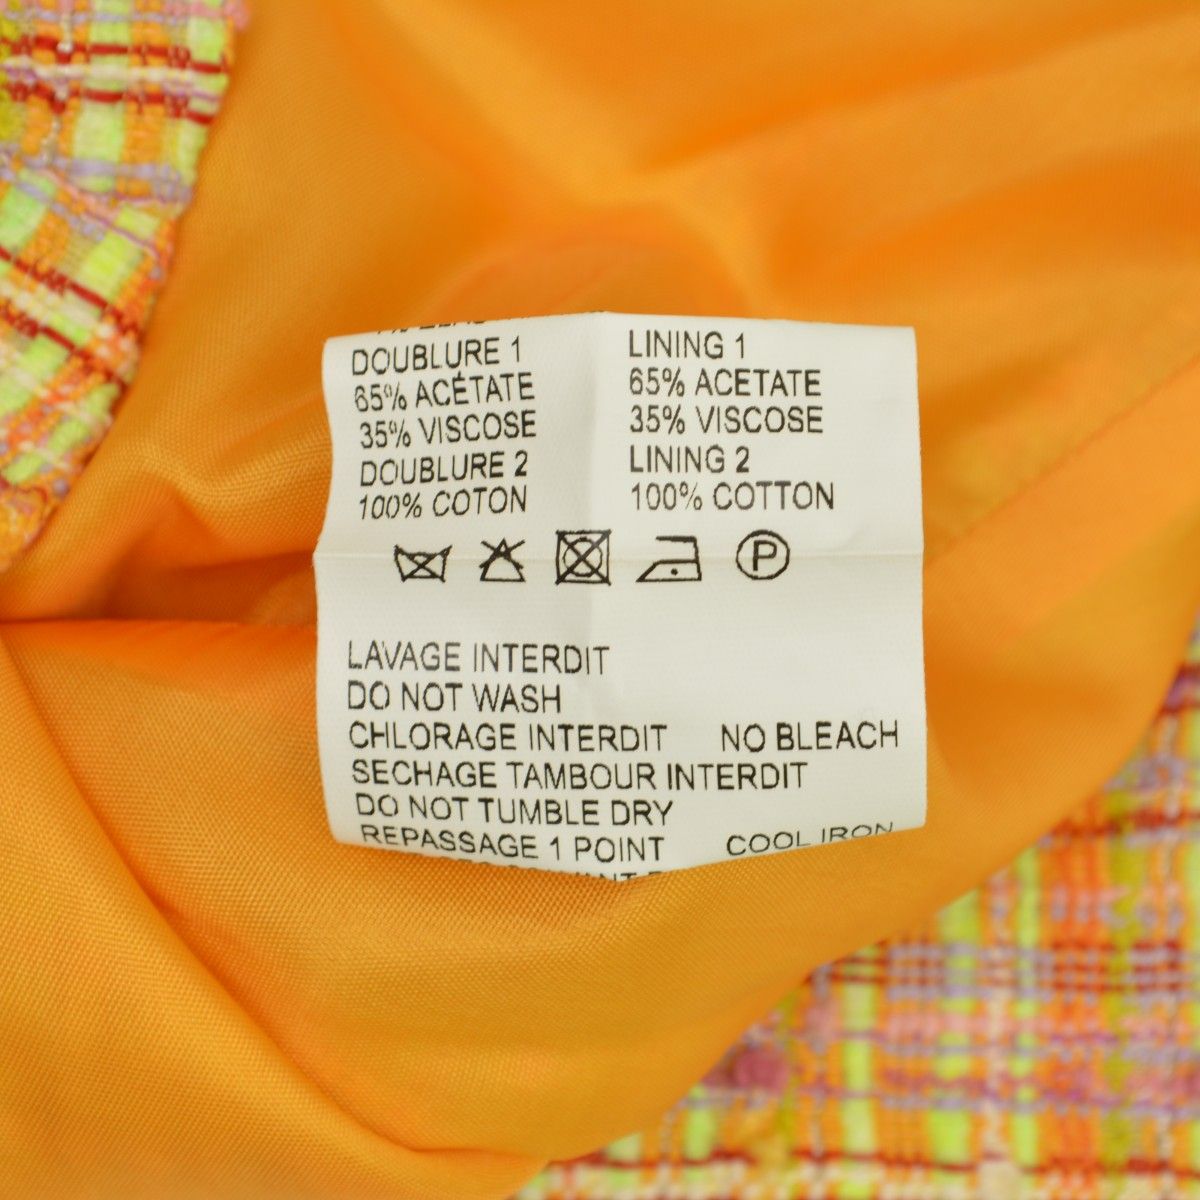 DOUBLURE 1
65% ACÉTATE
35% VISCOSE
DOUBLURE 2
100% COTON
LINING 1
65% ACETATE
35% VISCOSE
LINING 2
100% COTTON
P
LAVAGE INTERDIT
DO NOT WASH
CHLORAGE INTERDIT NO BLEACH
SECHAGE TAMBOUR INTERDIT
DO NOT TUMBLE DRY
REPASSAGE 1 POINT COOL IRON